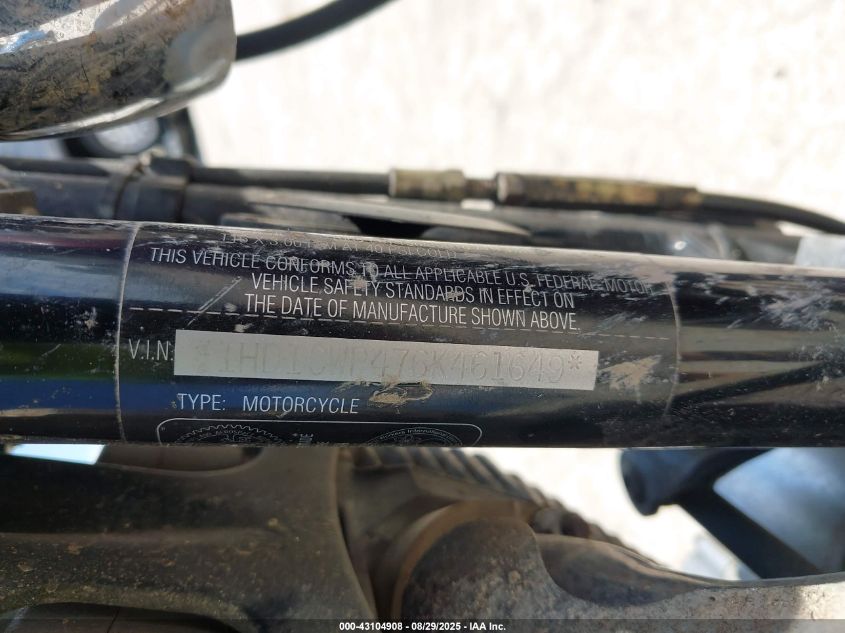 THIS VEHICLE CONFORMS TO ALL APPLICABLE U.S. FEDERAL MOTOR
VEHICLE SAFETY STANDARDS IN EFFECT ON
THE DATE OF MANUFACTURE SHOWN ABOVE.
V.I.N. *1HD1CWP476K461649*
TYPE: MOTORCYCLE
000-43104908 - 08/29/2025 - IAA Inc.